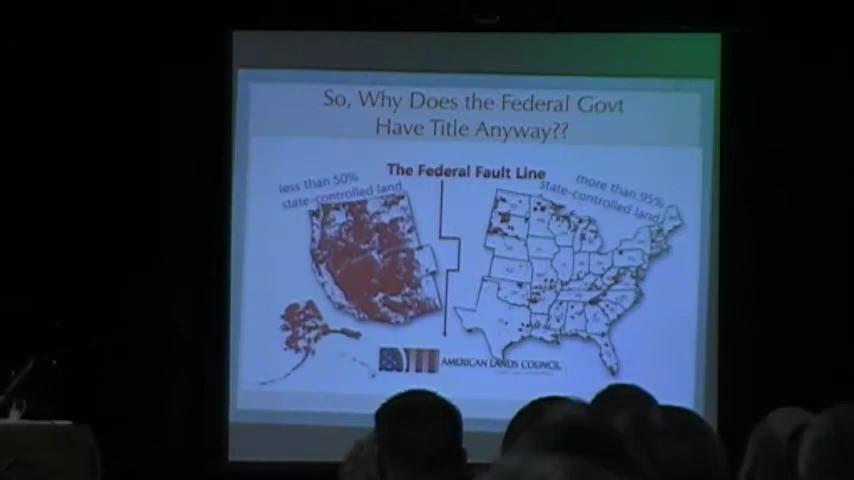 So, Why Does the Federal Govt
Have Title Anyway??
The Federal Fault Line
less than 50%
state-controlled land
more than 95%
state-controlled land
AMERICAN LANDS COUNCIL